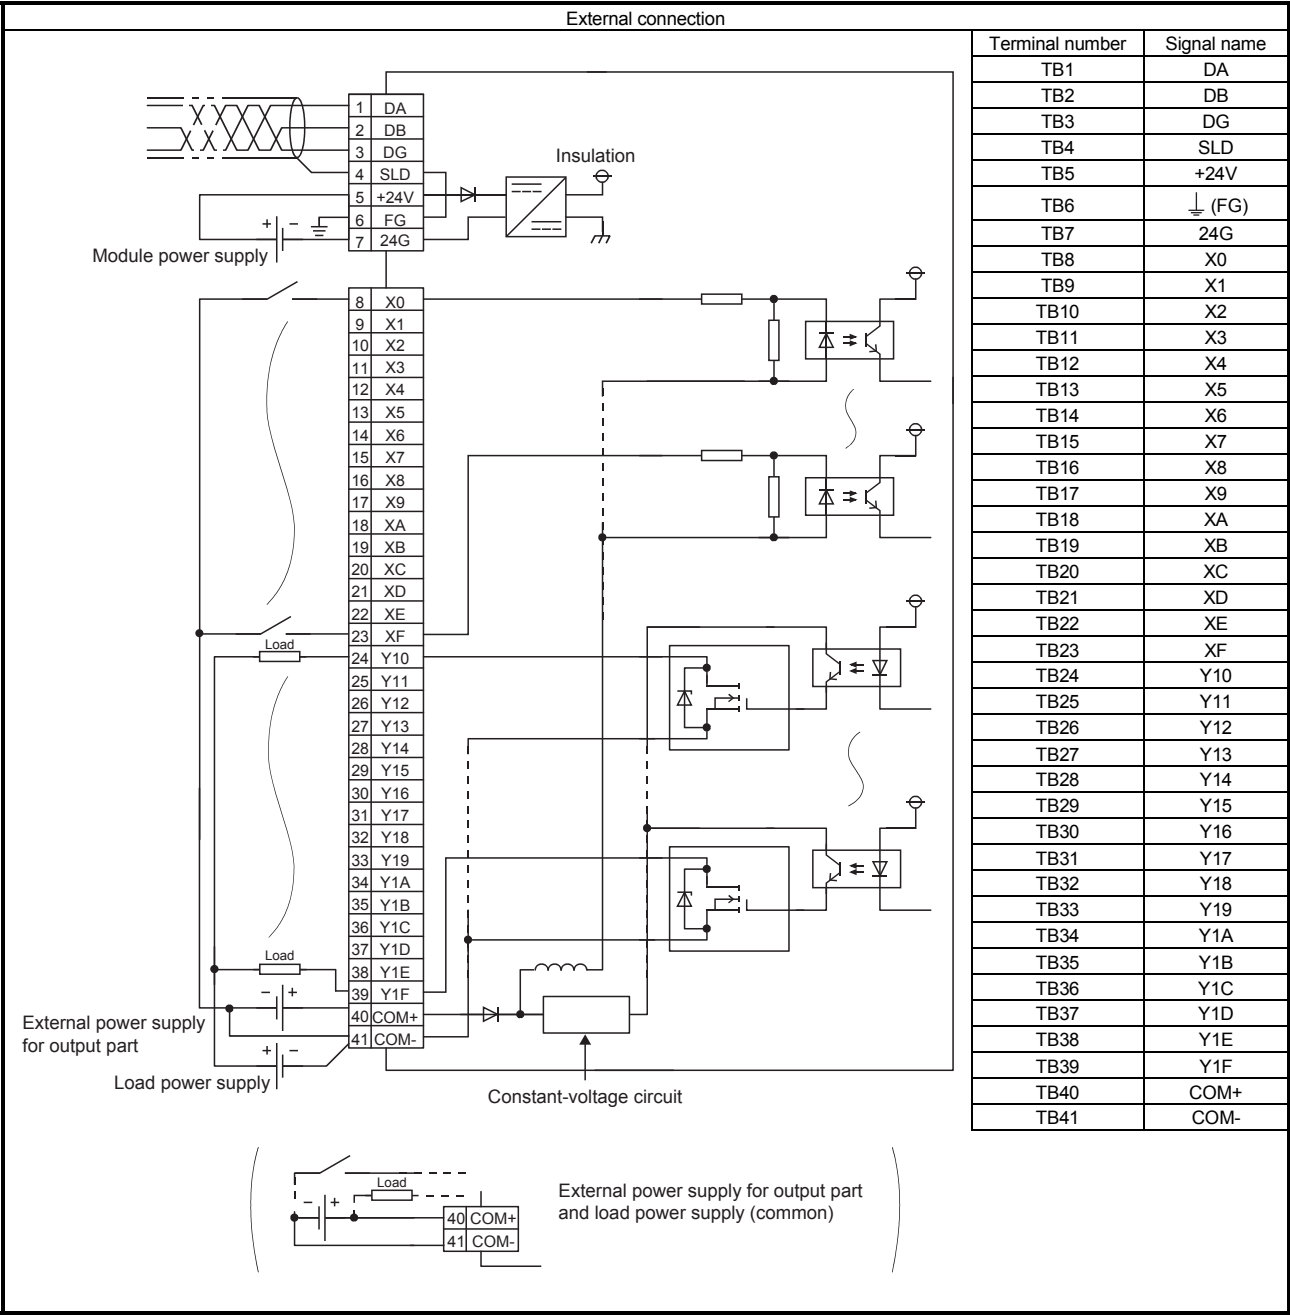 External connection
Terminal number Signal name
TB1 DA
TB2 DB
TB3 DG
TB4 SLD
TB5 +24V
TB6 (FG)
TB7 24G
TB8 X0
TB9 X1
TB10 X2
TB11 X3
TB12 X4
TB13 X5
TB14 X6
TB15 X7
TB16 X8
TB17 X9
TB18 XA
TB19 XB
TB20 XC
TB21 XD
TB22 XE
TB23 XF
TB24 Y10
TB25 Y11
TB26 Y12
TB27 Y13
TB28 Y14
TB29 Y15
TB30 Y16
TB31 Y17
TB32 Y18
TB33 Y19
TB34 Y1A
TB35 Y1B
TB36 Y1C
TB37 Y1D
TB38 Y1E
TB39 Y1F
TB40 COM+
TB41 COM-
1 DA
2 DB
3 DG
4 SLD
5 +24V
6 FG
7 24G
Insulation
+ −
Module power supply
8 X0
9 X1
10 X2
11 X3
12 X4
13 X5
14 X6
15 X7
16 X8
17 X9
18 XA
19 XB
20 XC
21 XD
22 XE
23 XF
Load
24 Y10
25 Y11
26 Y12
27 Y13
28 Y14
29 Y15
30 Y16
31 Y17
32 Y18
33 Y19
34 Y1A
35 Y1B
36 Y1C
37 Y1D
Load
38 Y1E
39 Y1F
− +
40 COM+
41 COM-
External power supply
for output part
+ −
Load power supply
Constant-voltage circuit
Load
− +
40 COM+
41 COM-
External power supply for output part
and load power supply (common)